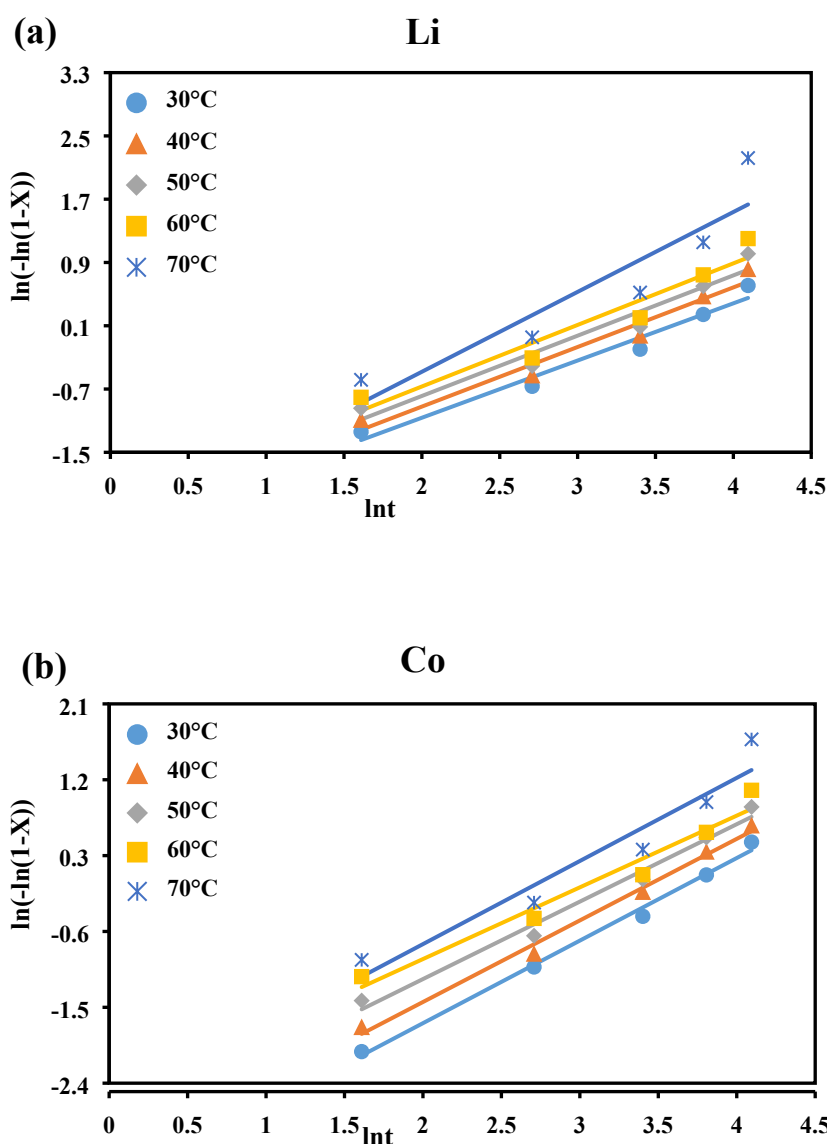 (a)
Li
3.3
2.5
1.7
0.9
0.1
-0.7
-1.5
ln(-ln(1-X))
30°C
40°C
50°C
60°C
70°C
0 0.5 1 1.5 2 2.5 3 3.5 4 4.5
lnt
(b)
Co
2.1
1.2
0.3
-0.6
-1.5
-2.4
ln(-ln(1-X))
30°C
40°C
50°C
60°C
70°C
0 0.5 1 1.5 2 2.5 3 3.5 4 4.5
lnt